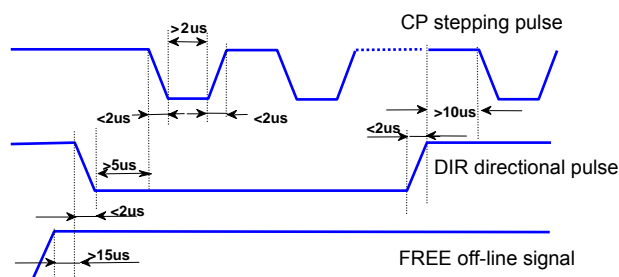 >2us
CP stepping pulse
<2us
<2us
>10us
<2us
>5us
DIR directional pulse
<2us
>15us
FREE off-line signal